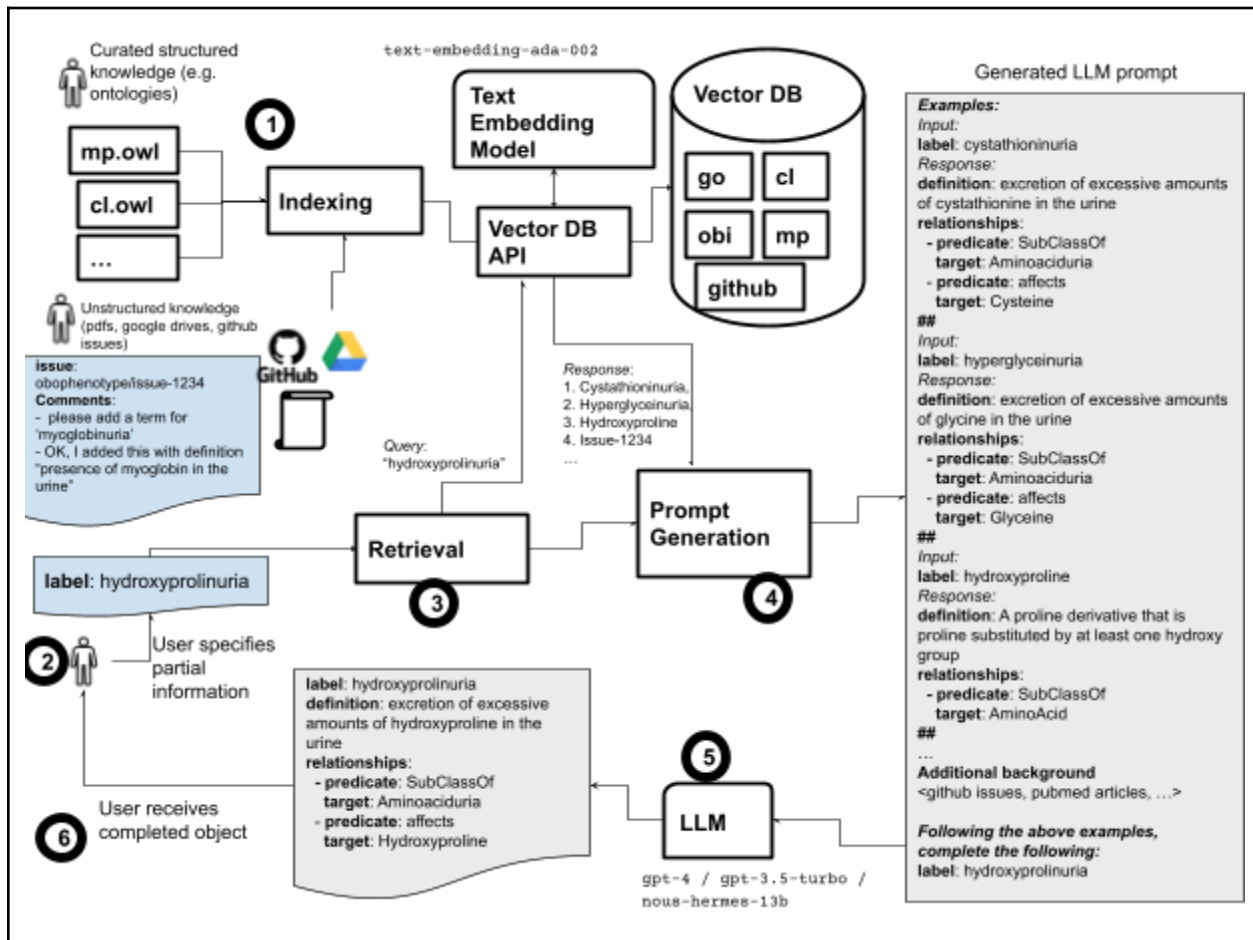 Curated structured
knowledge (e.g.
ontologies)
mp.owl
cl.owl
...
1
Indexing
text-embedding-ada-002
Text
Embedding
Model
Vector DB
API
Vector DB
go
cl
obi
mp
github
Unstructured knowledge
(pdfs, google drives, github
issues)
issue:
obophenotype/issue-1234
Comments:
- please add a term for
'myoglobinuria'
- OK, I added this with definition
"presence of myoglobin in the
urine"
GitHub
Query:
"hydroxyprolinuria"
Response:
1. Cystathioninuria,
2. Hyperglyceinuria,
3. Hydroxyproline
4. Issue-1234
...
label: hydroxyprolinuria
2
User specifies
partial
information
Retrieval
3
Prompt
Generation
4
Generated LLM prompt
Examples:
Input:
label: cystathioninuria
Response:
definition: excretion of excessive amounts
of cystathionine in the urine
relationships:
- predicate: SubClassOf
target: Aminoaciduria
- predicate: affects
target: Cysteine
##
Input:
label: hyperglyceinuria
Response:
definition: excretion of excessive amounts
of glycine in the urine
relationships:
- predicate: SubClassOf
target: Aminoaciduria
- predicate: affects
target: Glyceine
##
Input:
label: hydroxyproline
Response:
definition: A proline derivative that is
proline substituted by at least one hydroxy
group
relationships:
- predicate: SubClassOf
target: AminoAcid
##
...
Additional background
<github issues, pubmed articles, ...>
Following the above examples,
complete the following:
label: hydroxyprolinuria
5
LLM
gpt-4 / gpt-3.5-turbo /
nous-hermes-13b
label: hydroxyprolinuria
definition: excretion of excessive
amounts of hydroxyproline in the
urine
relationships:
- predicate: SubClassOf
target: Aminoaciduria
- predicate: affects
target: Hydroxyproline
6
User receives
completed object